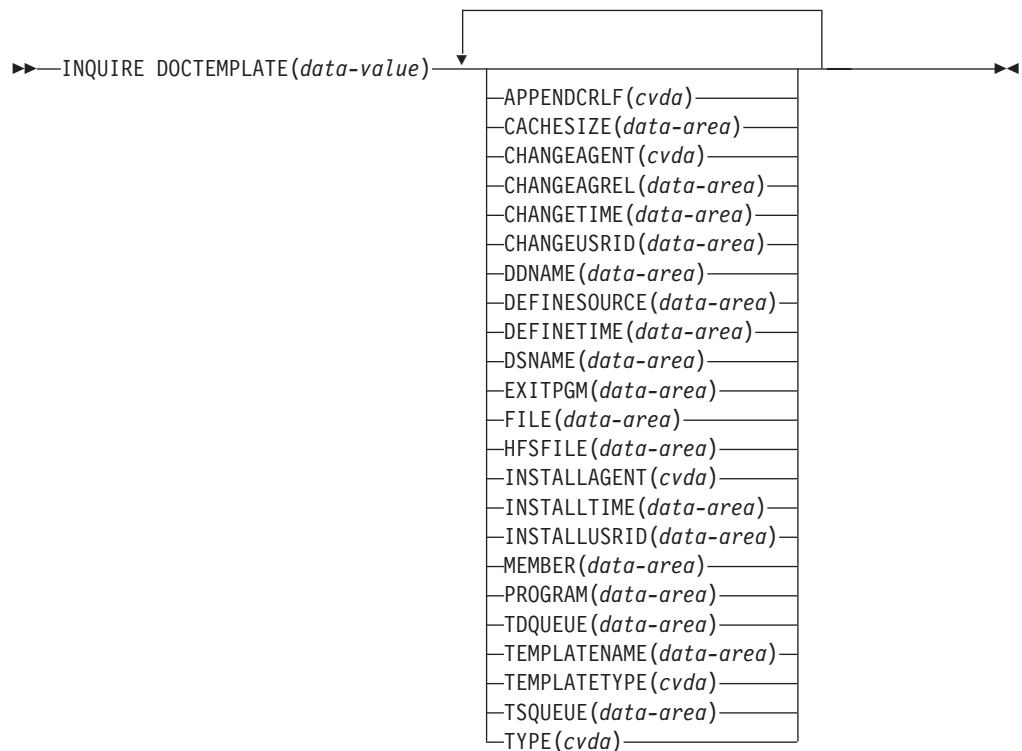 INQUIRE DOCTEMPLATE(data-value)
APPENDCRLF(cvda)
CACHESIZE(data-area)
CHANGEAGENT(cvda)
CHANGEAGREL(data-area)
CHANGETIME(data-area)
CHANGEUSRID(data-area)
DDNAME(data-area)
DEFINESOURCE(data-area)
DEFINETIME(data-area)
DSNAME(data-area)
EXITPGM(data-area)
FILE(data-area)
HFSFILE(data-area)
INSTALLAGENT(cvda)
INSTALLTIME(data-area)
INSTALLUSRID(data-area)
MEMBER(data-area)
PROGRAM(data-area)
TDQUEUE(data-area)
TEMPLATENAME(data-area)
TEMPLATETYPE(cvda)
TSQUEUE(data-area)
TYPE(cvda)